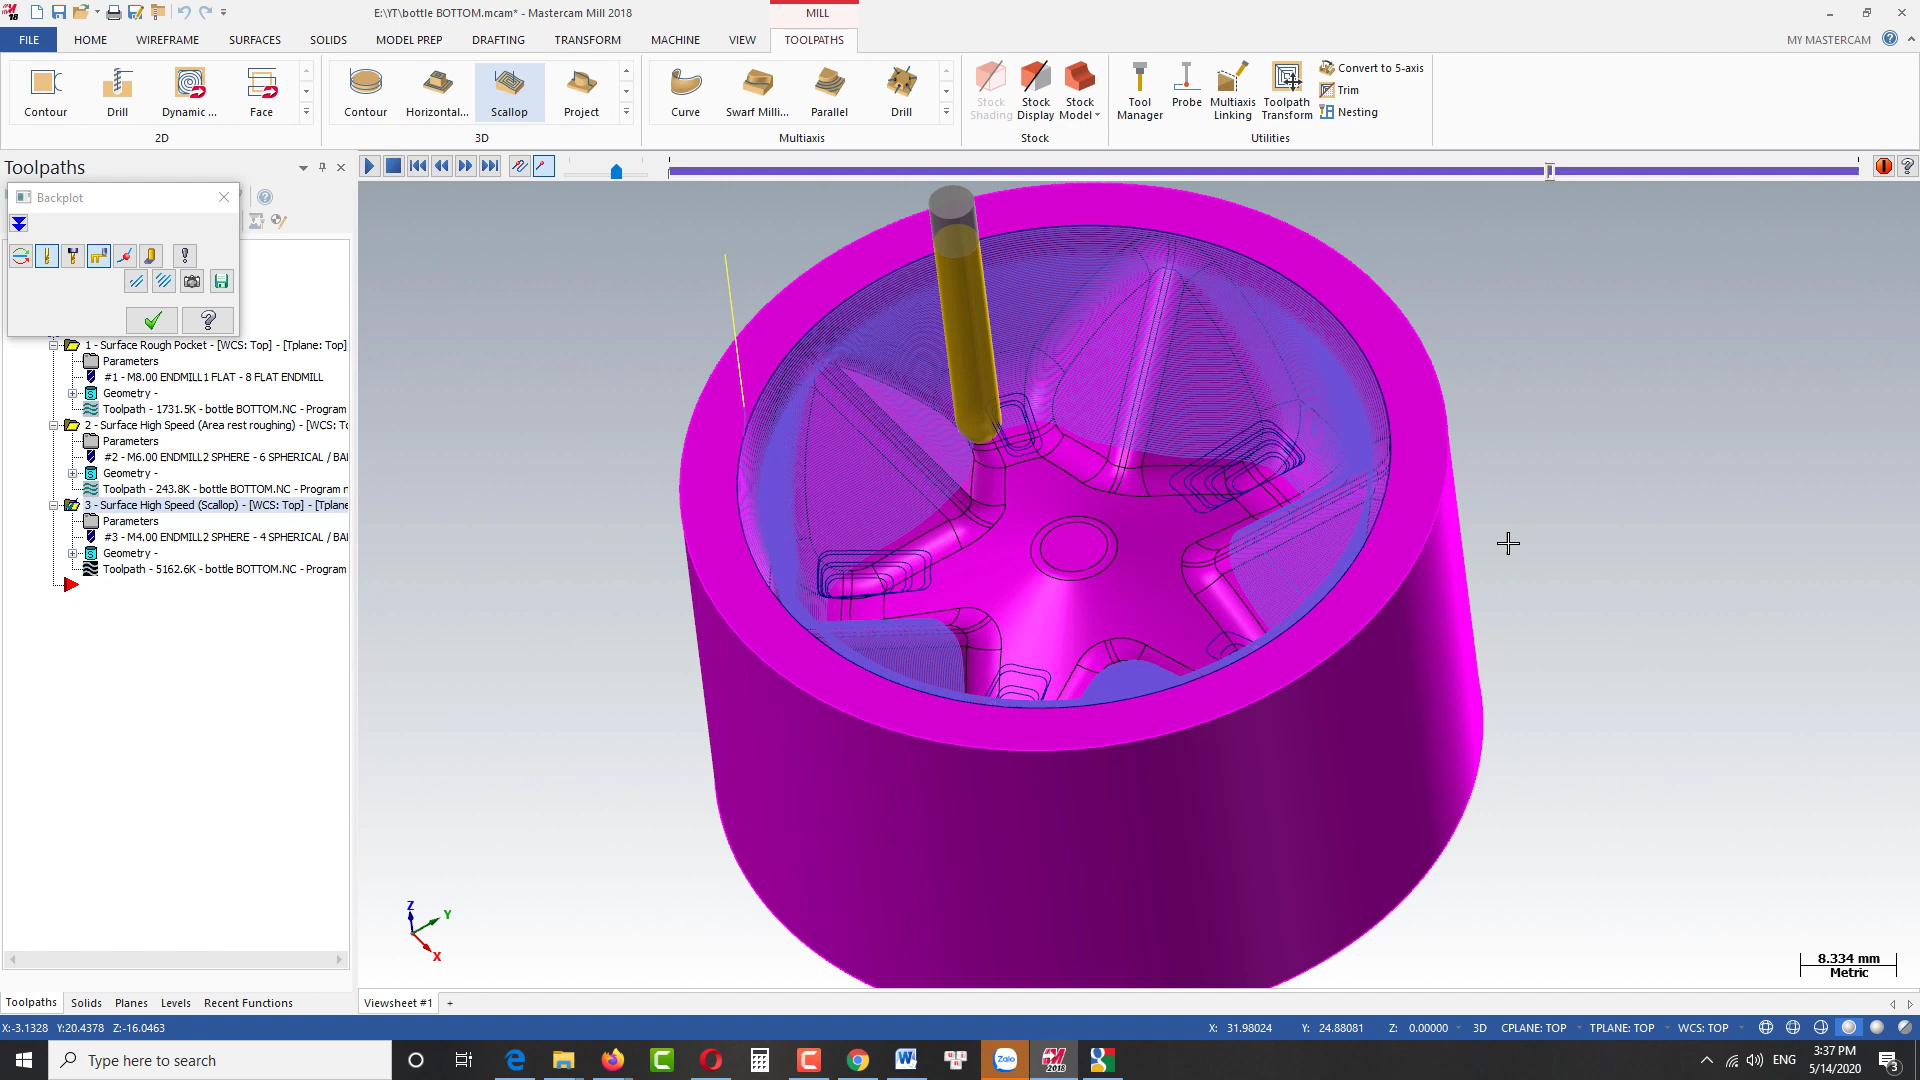 E:\YT\bottle BOTTOM.mcam* - Mastercam Mill 2018
MILL
FILE
HOME
WIREFRAME
SURFACES
SOLIDS
MODEL PREP
DRAFTING
TRANSFORM
MACHINE
VIEW
TOOLPATHS
MY MASTERCAM
Contour
Drill
Dynamic ...
Face
2D
Contour
Horizontal...
Scallop
Project
3D
Curve
Swarf Milli...
Parallel
Drill
Multiaxis
Stock
Shading
Stock
Display
Stock
Model
Stock
Tool
Manager
Probe
Multiaxis
Linking
Toolpath
Transform
Convert to 5-axis
Trim
Nesting
Utilities
Toolpaths
Backplot
1 - Surface Rough Pocket - [WCS: Top] - [Tplane: Top]
Parameters
#1 - M8.00 ENDMILL1 FLAT - 8 FLAT ENDMILL
Geometry -
Toolpath - 1731.5K - bottle BOTTOM.NC - Program
2 - Surface High Speed (Area rest roughing) - [WCS: To
Parameters
#2 - M6.00 ENDMILL2 SPHERE - 6 SPHERICAL / BAL
Geometry -
Toolpath - 243.8K - bottle BOTTOM.NC - Program n
3 - Surface High Speed (Scallop) - [WCS: Top] - [Tplane
Parameters
#3 - M4.00 ENDMILL2 SPHERE - 4 SPHERICAL / BAL
Geometry -
Toolpath - 5162.6K - bottle BOTTOM.NC - Program
Z
Y
X
8.334 mm
Metric
Toolpaths
Solids
Planes
Levels
Recent Functions
Viewsheet #1
+
X:-3.1328 Y:20.4378 Z:-16.0463
X: 31.98024
Y: 24.88081
Z: 0.00000
3D
CPLANE: TOP
TPLANE: TOP
WCS: TOP
Type here to search
Zalo
2018
ENG
3:37 PM
5/14/2020
3